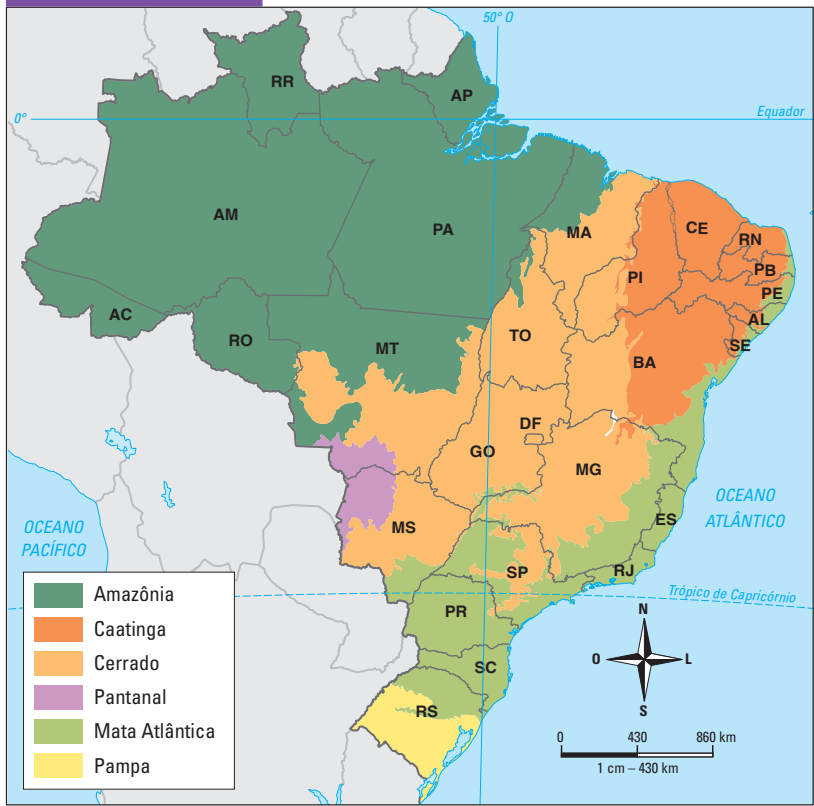 50° O
RR
AP
0°
Equador
AM
PA
MA
CE
RN
PB
PE
PI
AL
SE
AC
RO
MT
TO
BA
DF
GO
MG
ES
MS
SP
RJ
PR
SC
RS
OCEANO
PACÍFICO
OCEANO
ATLÂNTICO
Trópico de Capricórnio
Amazônia
Caatinga
Cerrado
Pantanal
Mata Atlântica
Pampa
N
O
L
S
0 430 860 km
1 cm – 430 km